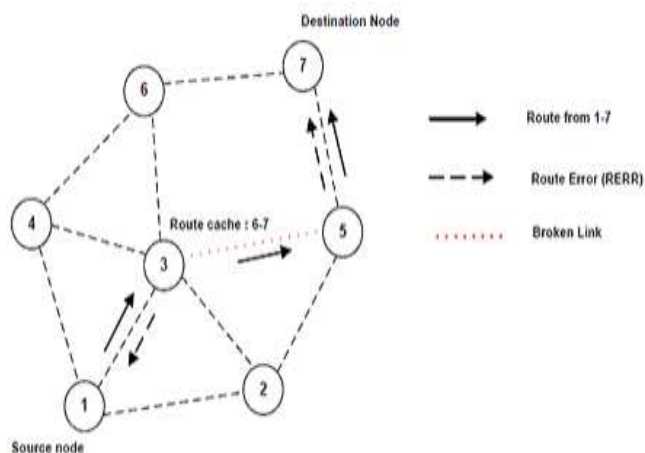 Destination Node
7
6
Route from 1-7
Route Error (RERR)
4
Route cache : 6-7
5
Broken Link
3
2
1
Source node